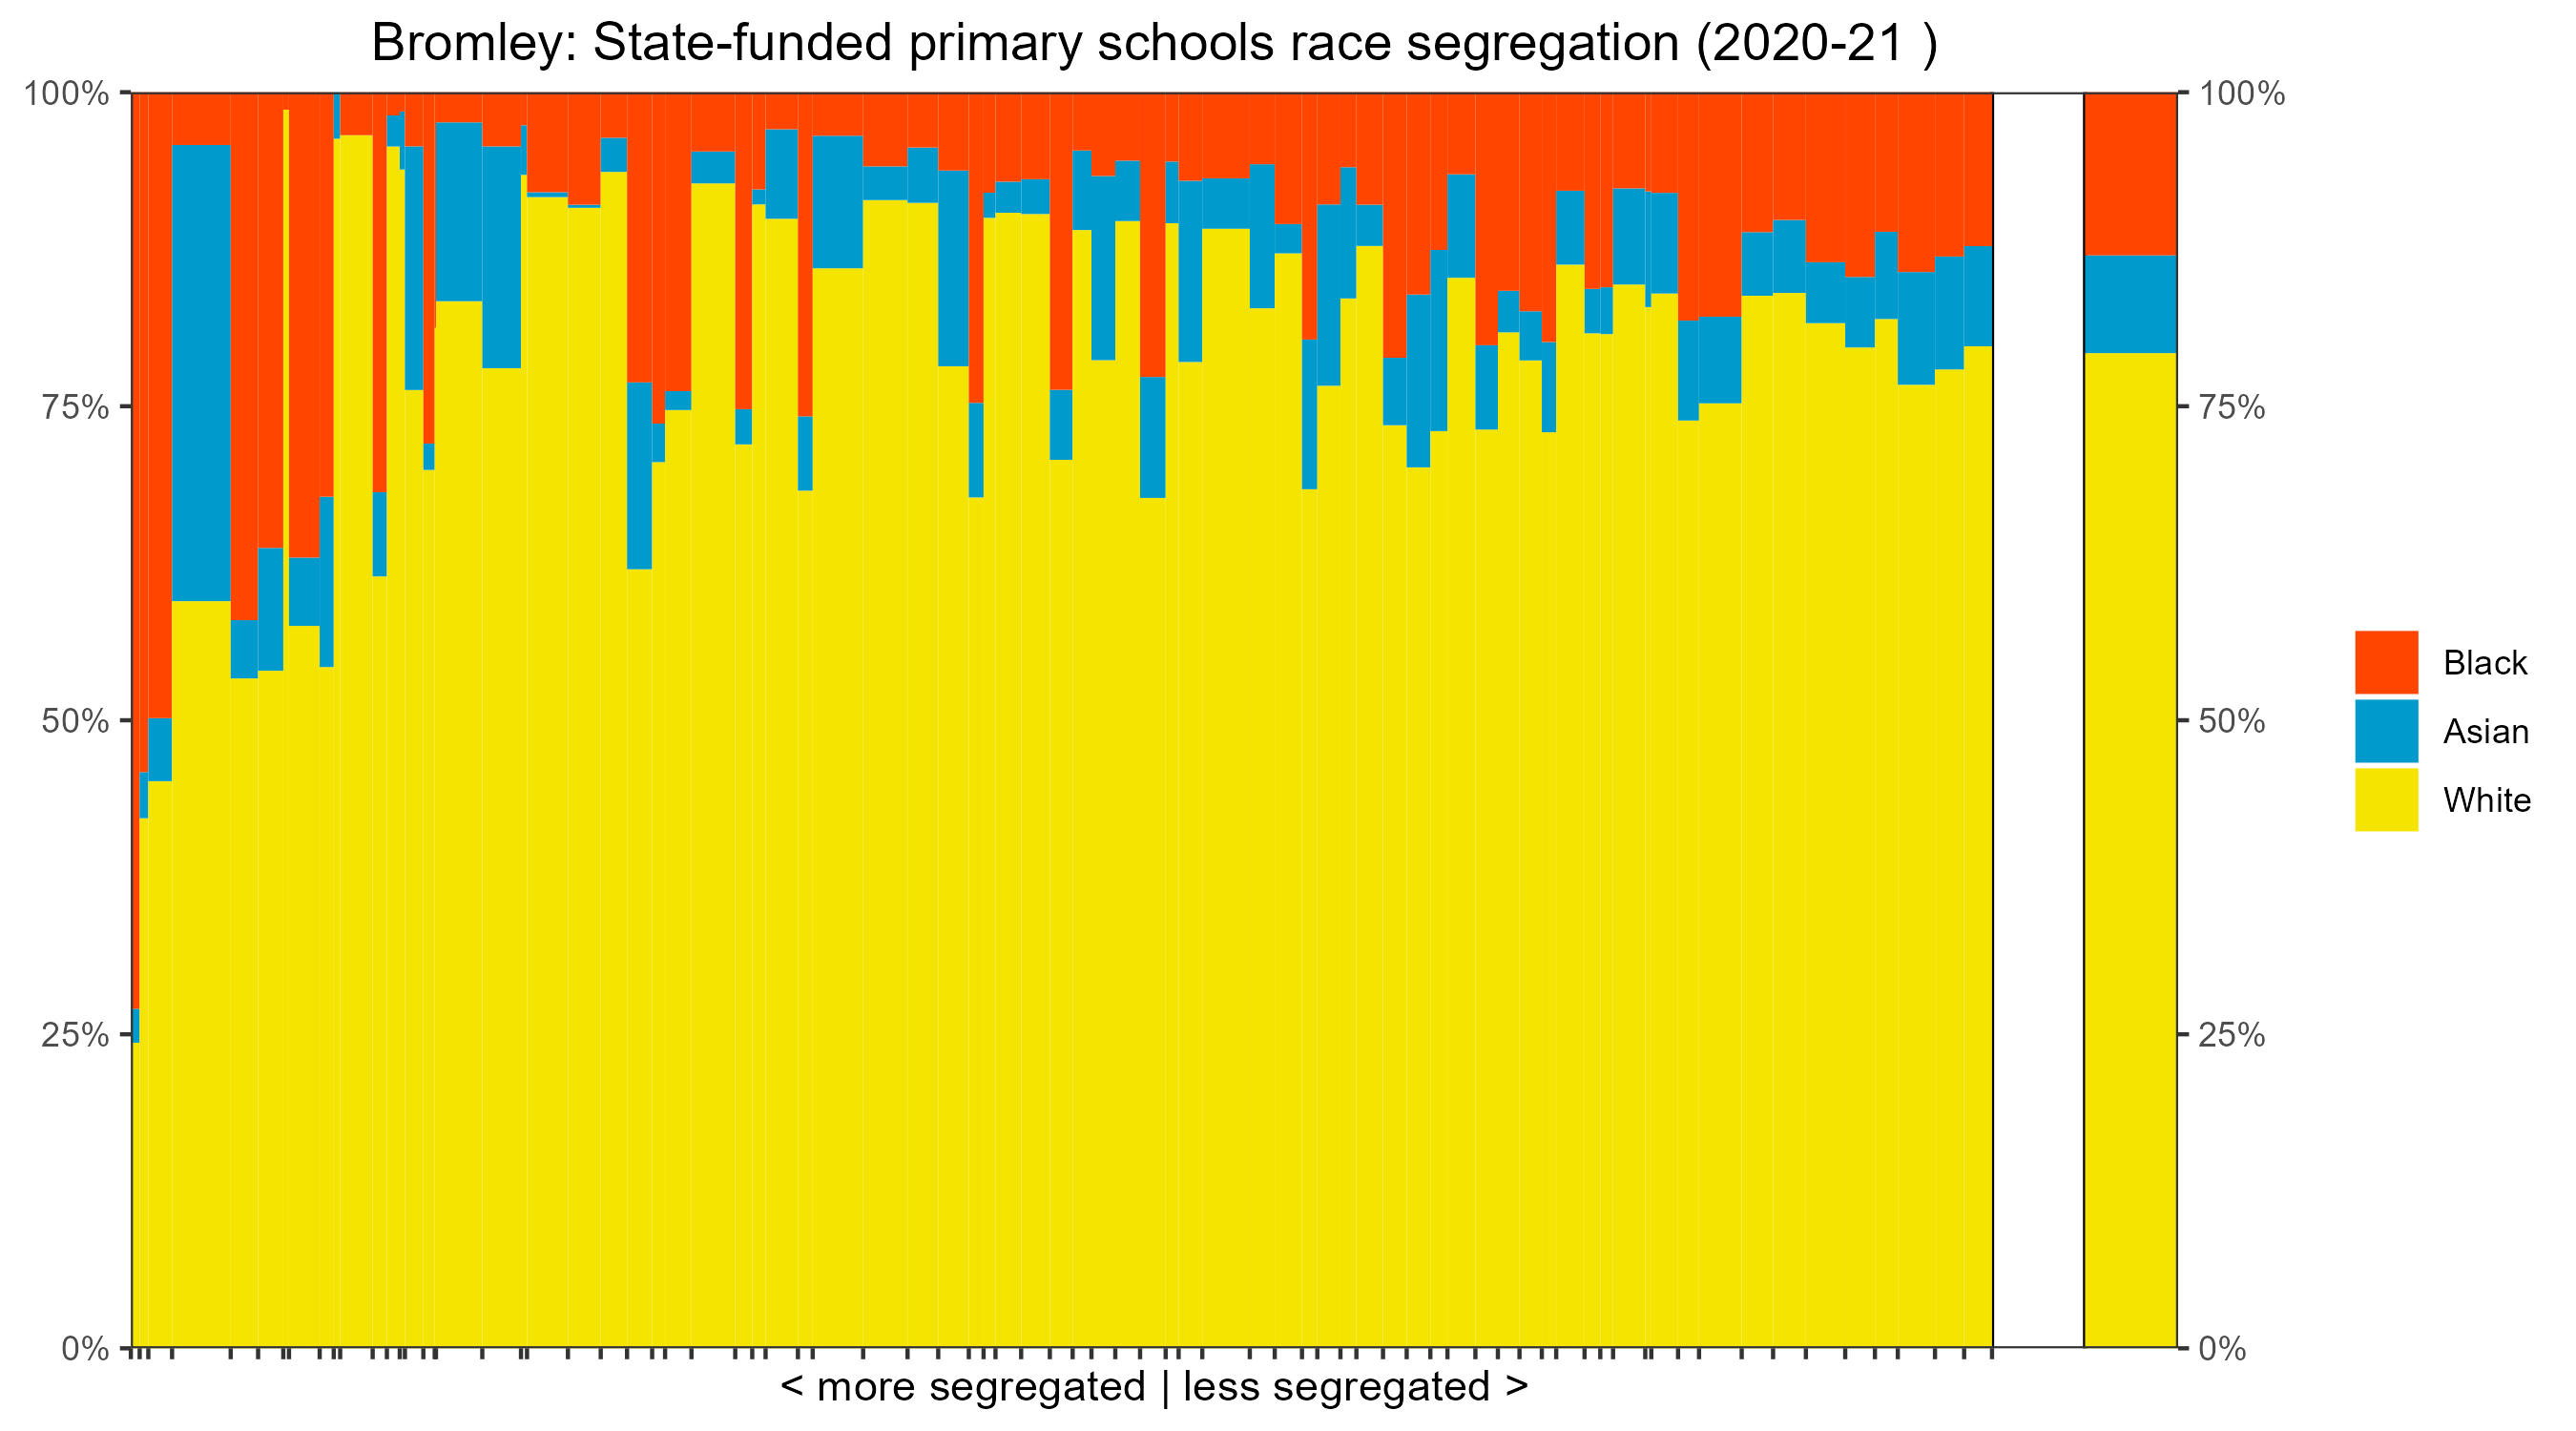 Bromley: State-funded primary schools race segregation (2020-21 )
100%
75%
50%
25%
0%
100%
75%
50%
25%
0%
Black
Asian
White
< more segregated | less segregated >